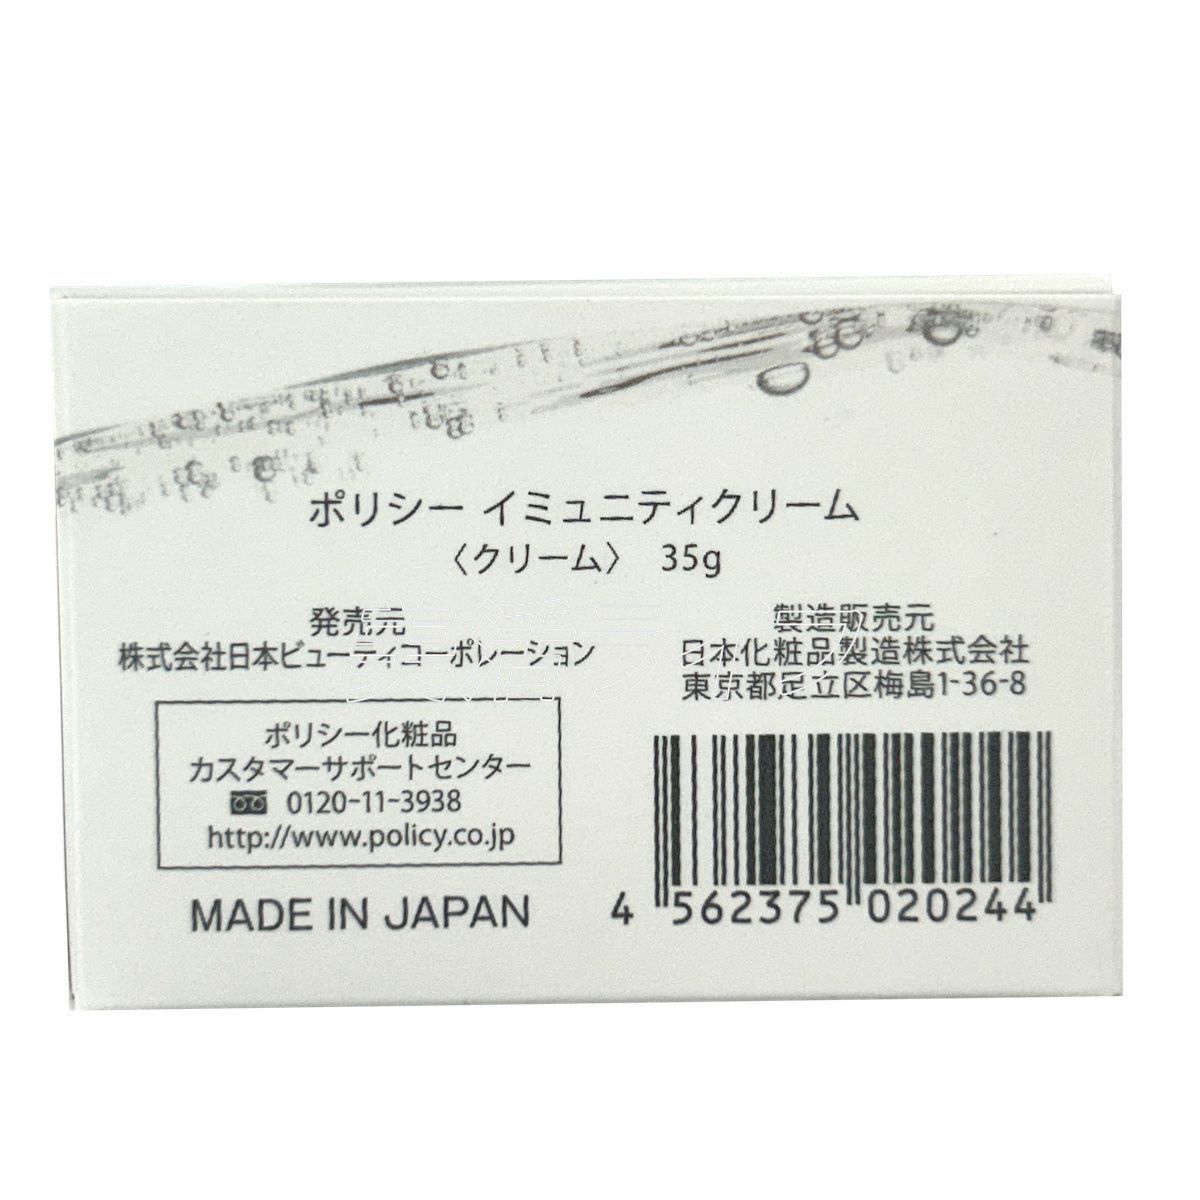 ポリシー イミュニティクリーム
〈クリーム〉 35g
発売元
株式会社日本ビューティコーポレーション
製造販売元
日本化粧品製造株式会社
東京都足立区梅島1-36-8
ポリシー化粧品
カスタマーサポートセンター
0120-11-3938
http://www.policy.co.jp
MADE IN JAPAN
4 562375 020244